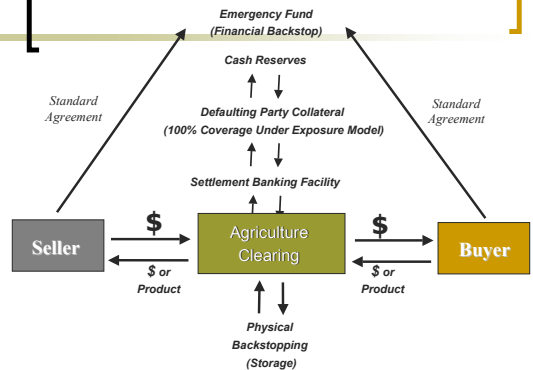 Emergency Fund
(Financial Backstop)
Cash Reserves
Standard
Agreement
Standard
Agreement
Defaulting Party Collateral
(100% Coverage Under Exposure Model)
Settlement Banking Facility
Seller
$
Agriculture
Clearing
$
Buyer
$ or
Product
$ or
Product
Physical
Backstopping
(Storage)